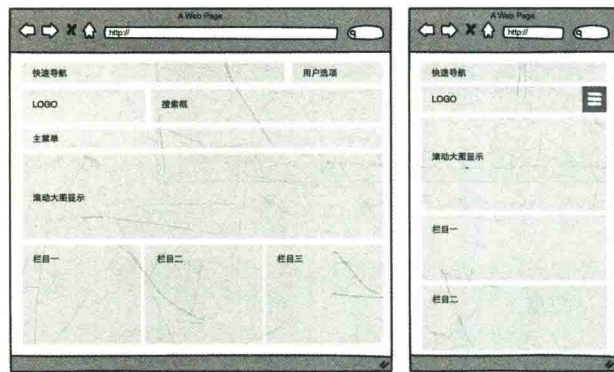 A Web Page
http://
快速导航
用户选项
LOGO
搜索框
主菜单
滚动大图显示
栏目一
栏目二
栏目三
A Web Page
http://
快速导航
LOGO
滚动大图显示
栏目一
栏目二